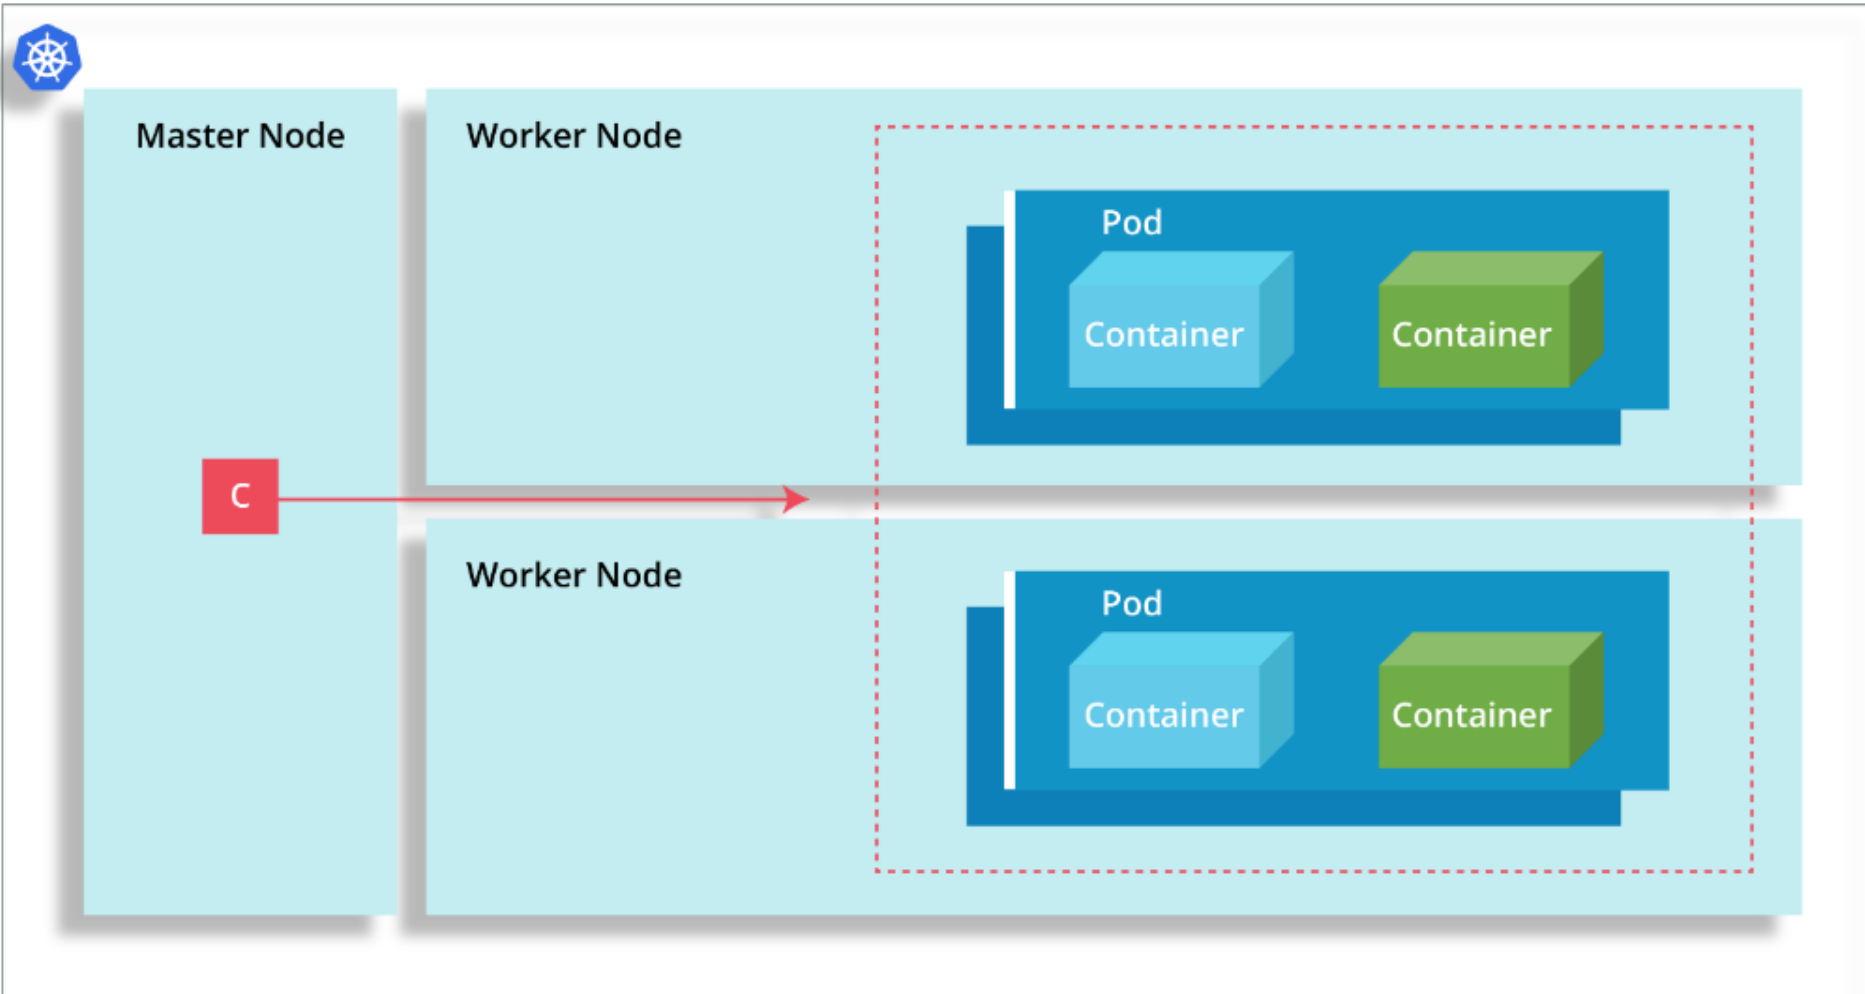 Master Node
Worker Node
Pod
Container
Container
C
Worker Node
Pod
Container
Container